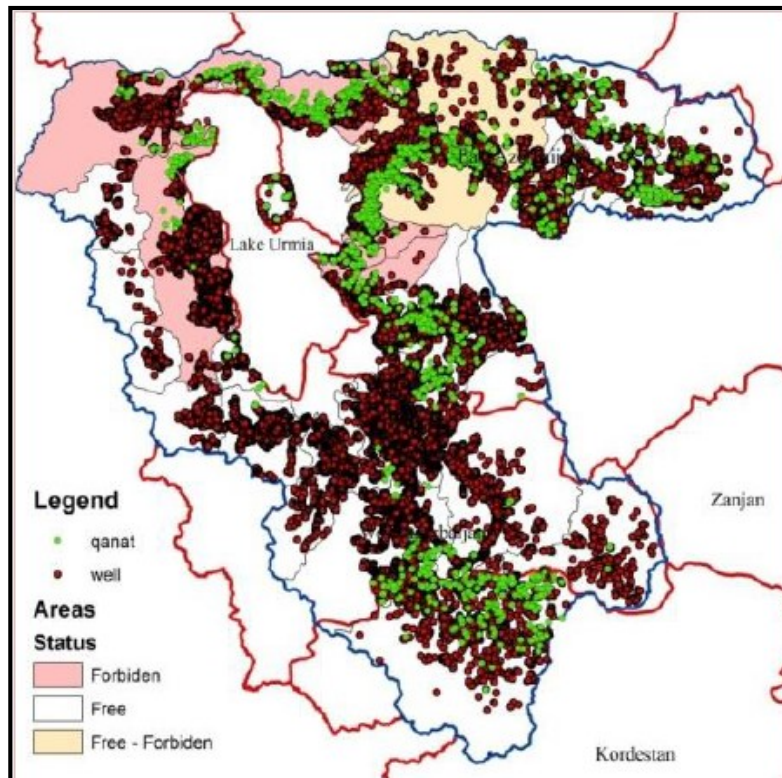 Lake Urmia
Legend
qanat
well
Zanjan
Areas
Status
Forbiden
Free
Free - Forbiden
Kordestan